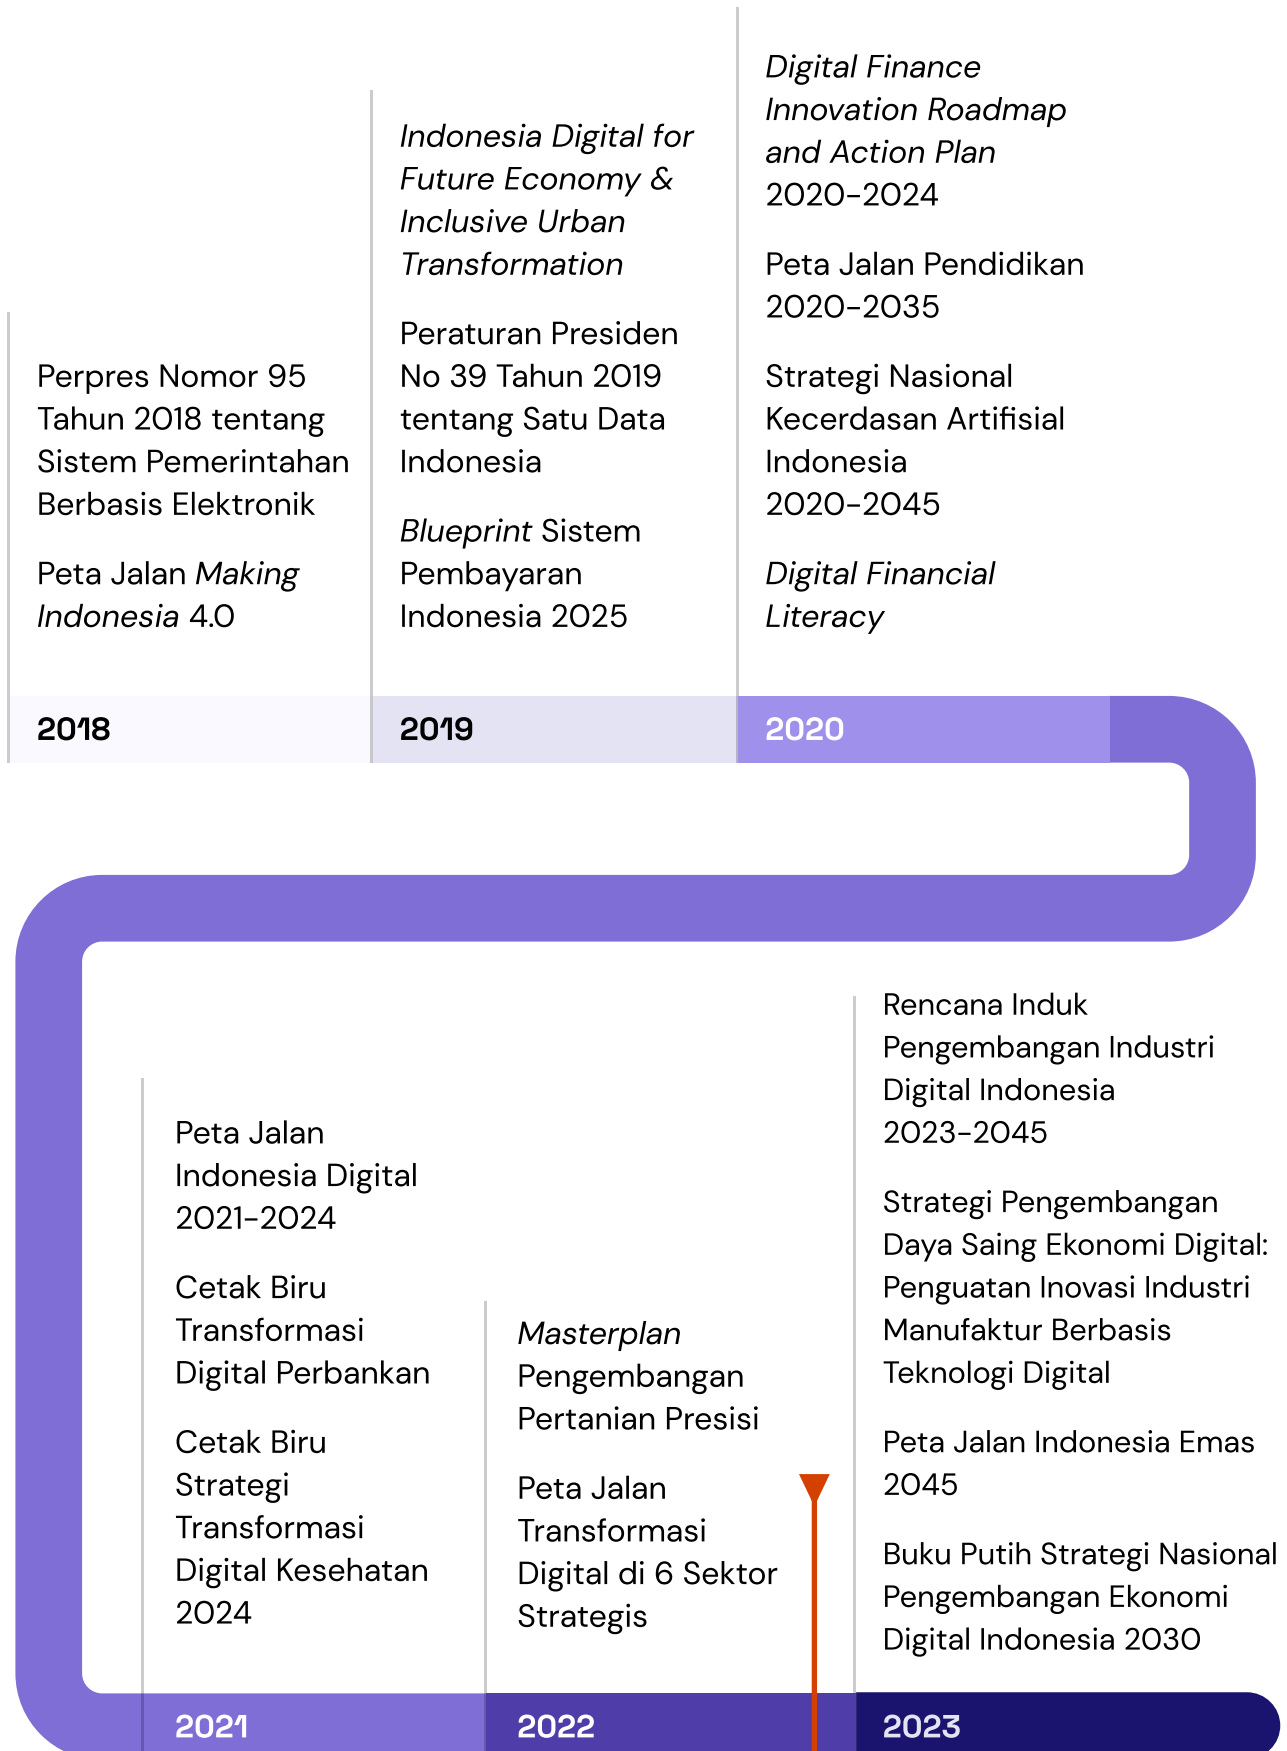 Perpres Nomor 95
Tahun 2018 tentang
Sistem Pemerintahan
Berbasis Elektronik
Peta Jalan Making
Indonesia 4.0
2018
Indonesia Digital for
Future Economy &
Inclusive Urban
Transformation
Peraturan Presiden
No 39 Tahun 2019
tentang Satu Data
Indonesia
Blueprint Sistem
Pembayaran
Indonesia 2025
2019
Digital Finance
Innovation Roadmap
and Action Plan
2020-2024
Peta Jalan Pendidikan
2020-2035
Strategi Nasional
Kecerdasan Artifisial
Indonesia
2020-2045
Digital Financial
Literacy
2020
Peta Jalan
Indonesia Digital
2021-2024
Cetak Biru
Transformasi
Digital Perbankan
Cetak Biru
Strategi
Transformasi
Digital Kesehatan
2024
2021
Masterplan
Pengembangan
Pertanian Presisi
Peta Jalan
Transformasi
Digital di 6 Sektor
Strategis
2022
Rencana Induk
Pengembangan Industri
Digital Indonesia
2023-2045
Strategi Pengembangan
Daya Saing Ekonomi Digital:
Penguatan Inovasi Industri
Manufaktur Berbasis
Teknologi Digital
Peta Jalan Indonesia Emas
2045
Buku Putih Strategi Nasional
Pengembangan Ekonomi
Digital Indonesia 2030
2023